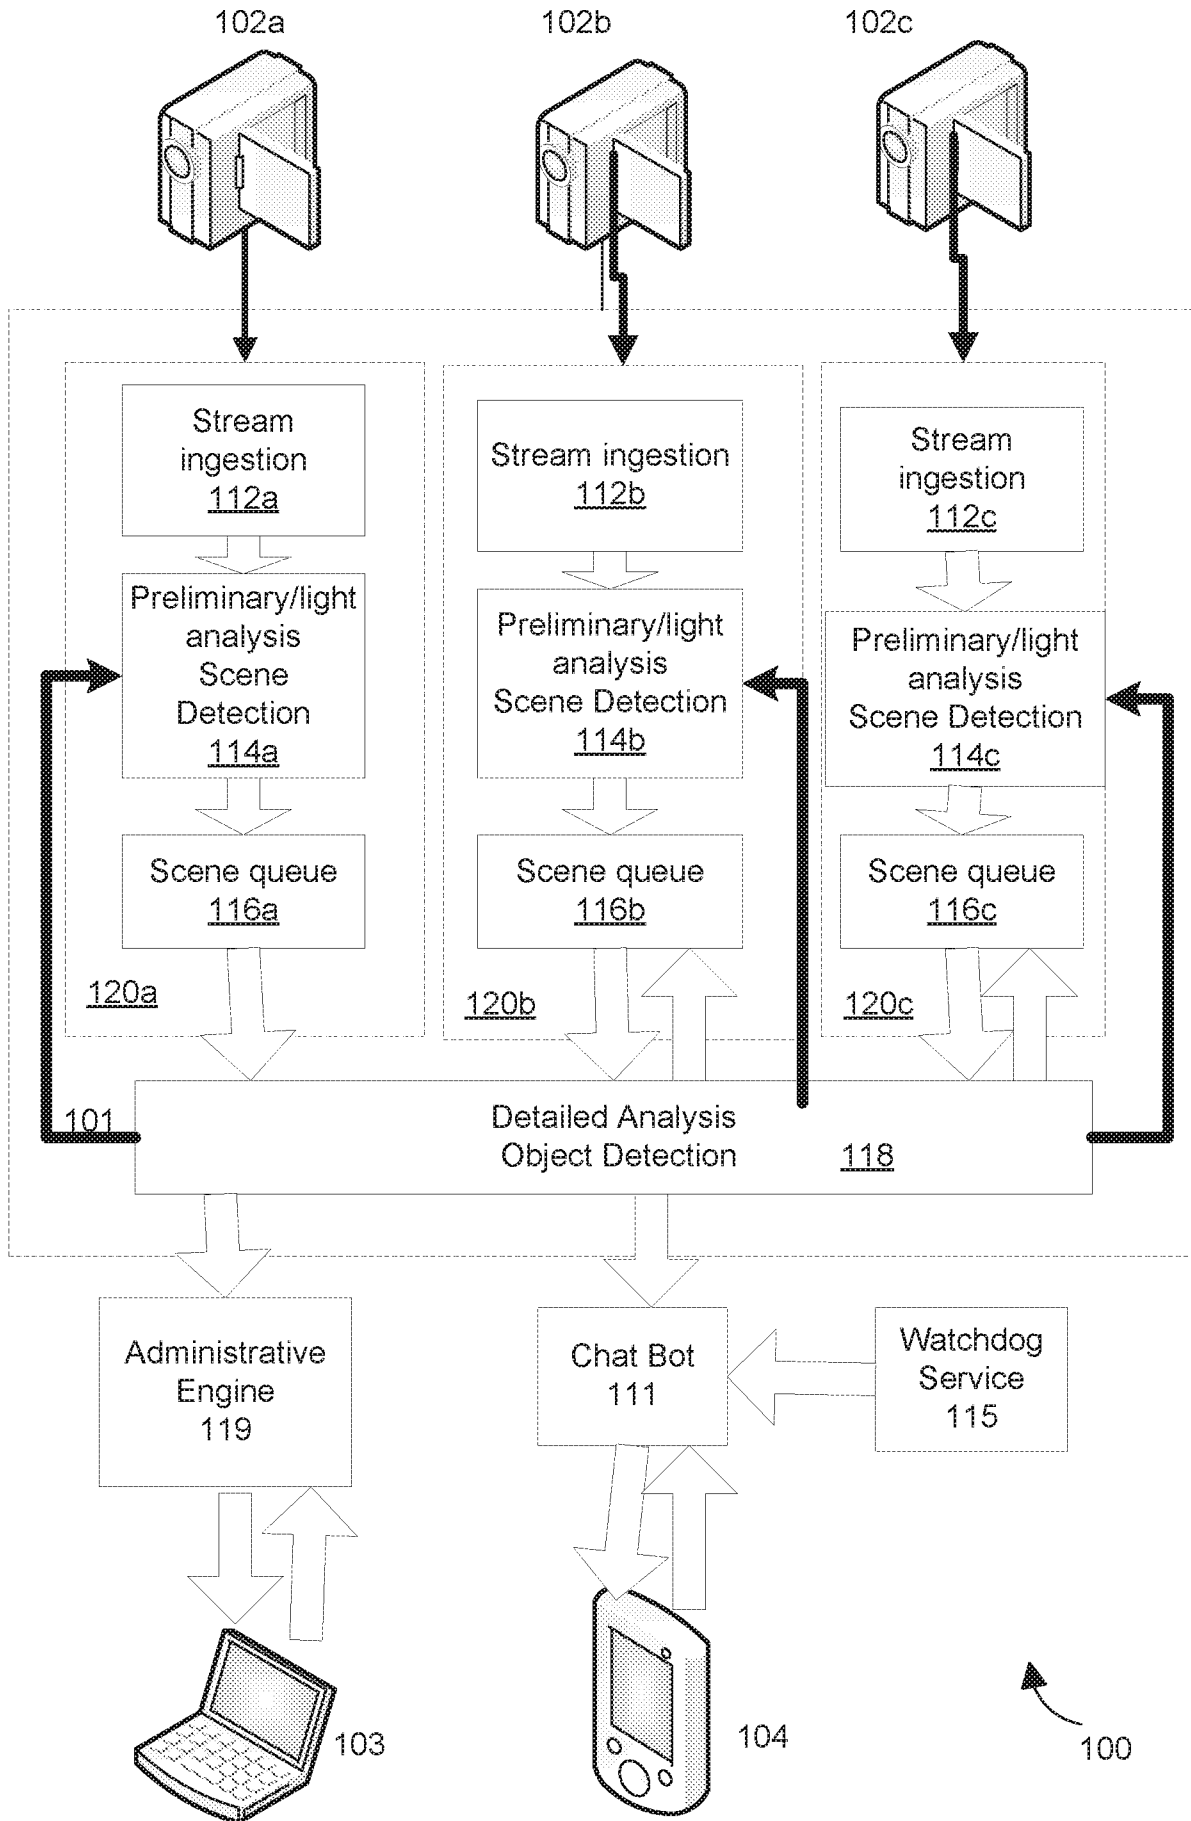 102a
102b
102c
Stream
ingestion
112a
Stream ingestion
112b
Stream
ingestion
112c
Preliminary/light
analysis
Scene
Detection
114a
Preliminary/light
analysis
Scene Detection
114b
Preliminary/light
analysis
Scene Detection
114c
Scene queue
116a
Scene queue
116b
Scene queue
116c
120a
120b
120c
101
Detailed Analysis
Object Detection
118
Administrative
Engine
119
Chat Bot
111
Watchdog
Service
115
103
104
100